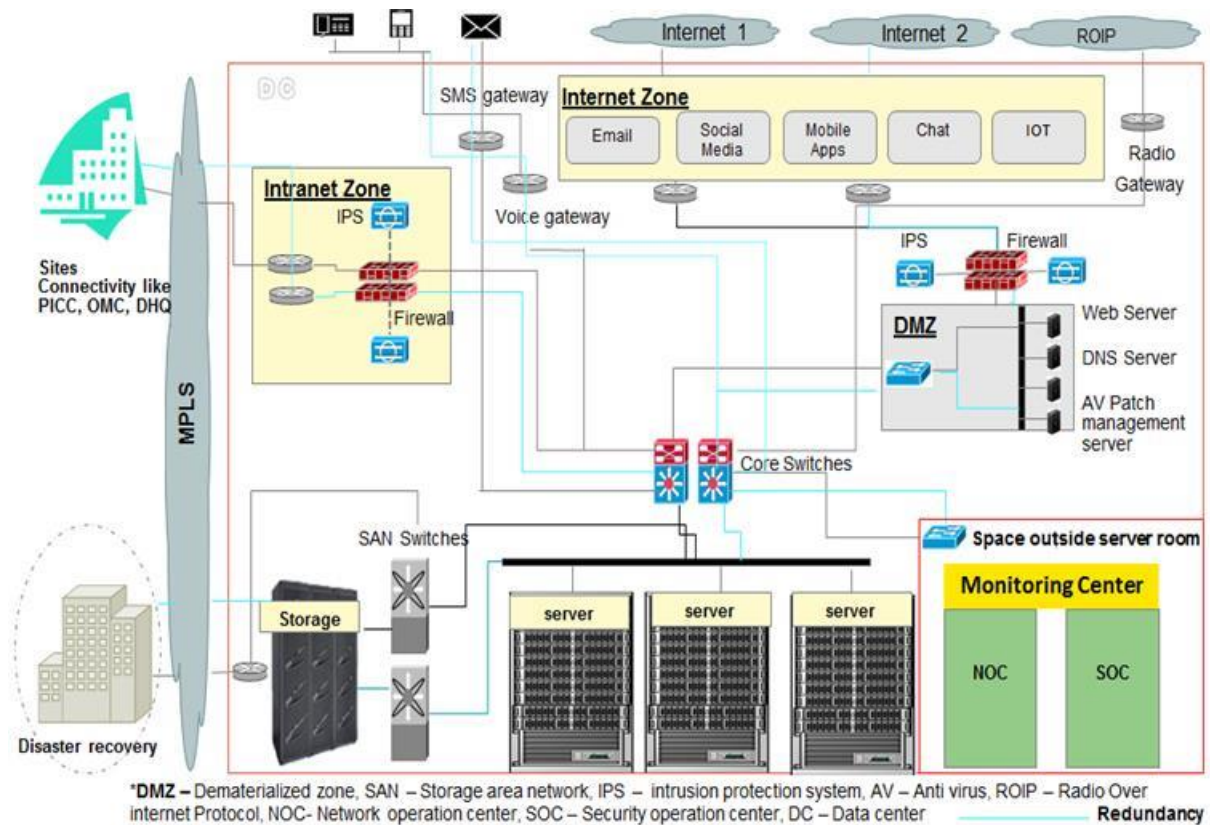 Internet 1
Internet 2
ROIP
DC
SMS gateway
Internet Zone
Email
Social
Media
Mobile
Apps
Chat
IOT
Radio
Gateway
Intranet Zone
IPS
Voice gateway
IPS
Firewall
Sites
Connectivity like
PICC, OMC, DHQ
Firewall
DMZ
Web Server
DNS Server
AV Patch
management
server
MPLS
Core Switches
SAN Switches
Space outside server room
Monitoring Center
Storage
server
server
server
NOC
SOC
Disaster recovery
*DMZ – Dematerialized zone, SAN – Storage area network, IPS – intrusion protection system, AV – Anti virus, ROIP – Radio Over
internet Protocol, NOC- Network operation center, SOC – Security operation center, DC – Data center
Redundancy